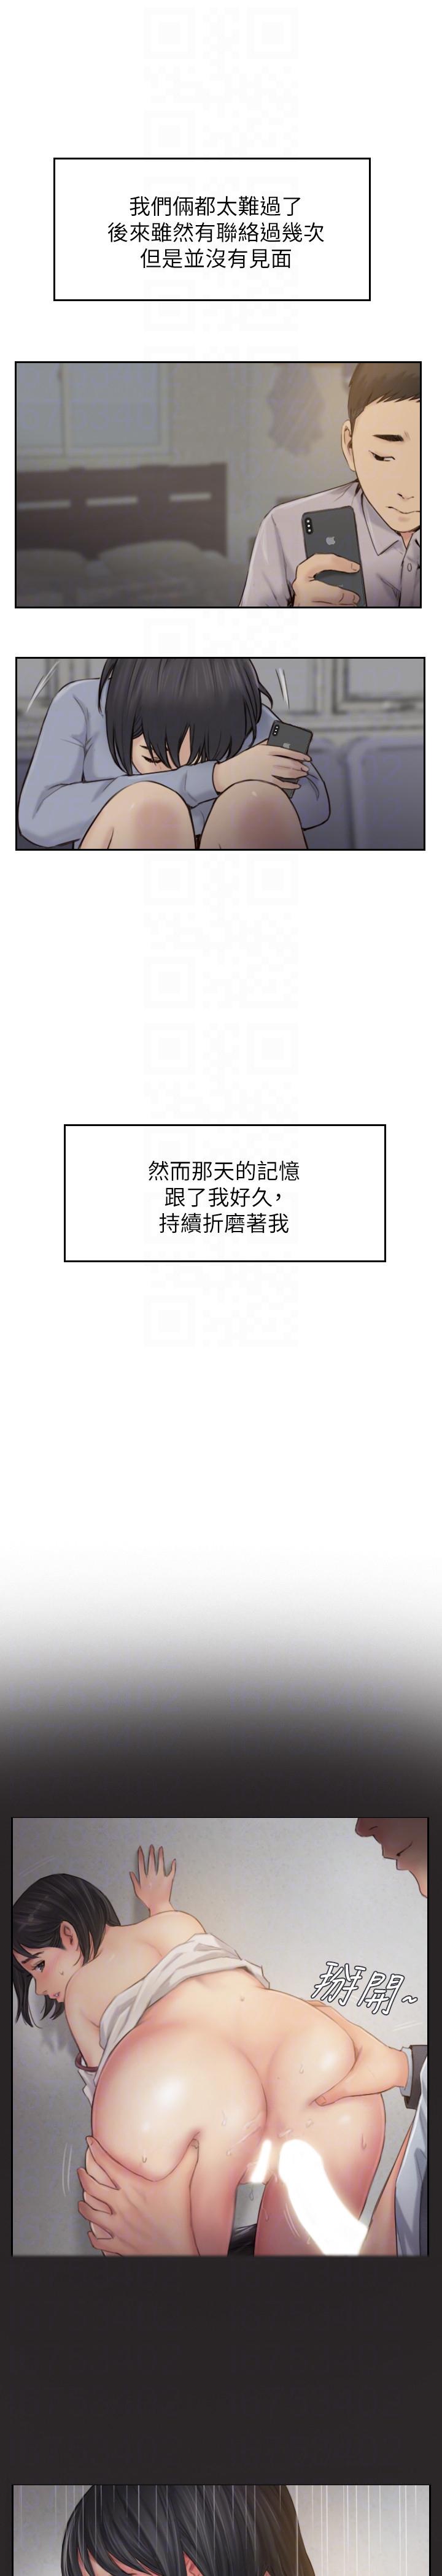 我們倆都太難過了
後來雖然有聯絡過幾次
但是並沒有見面
然而那天的記憶
跟了我好久，
持續折磨著我
掰開~